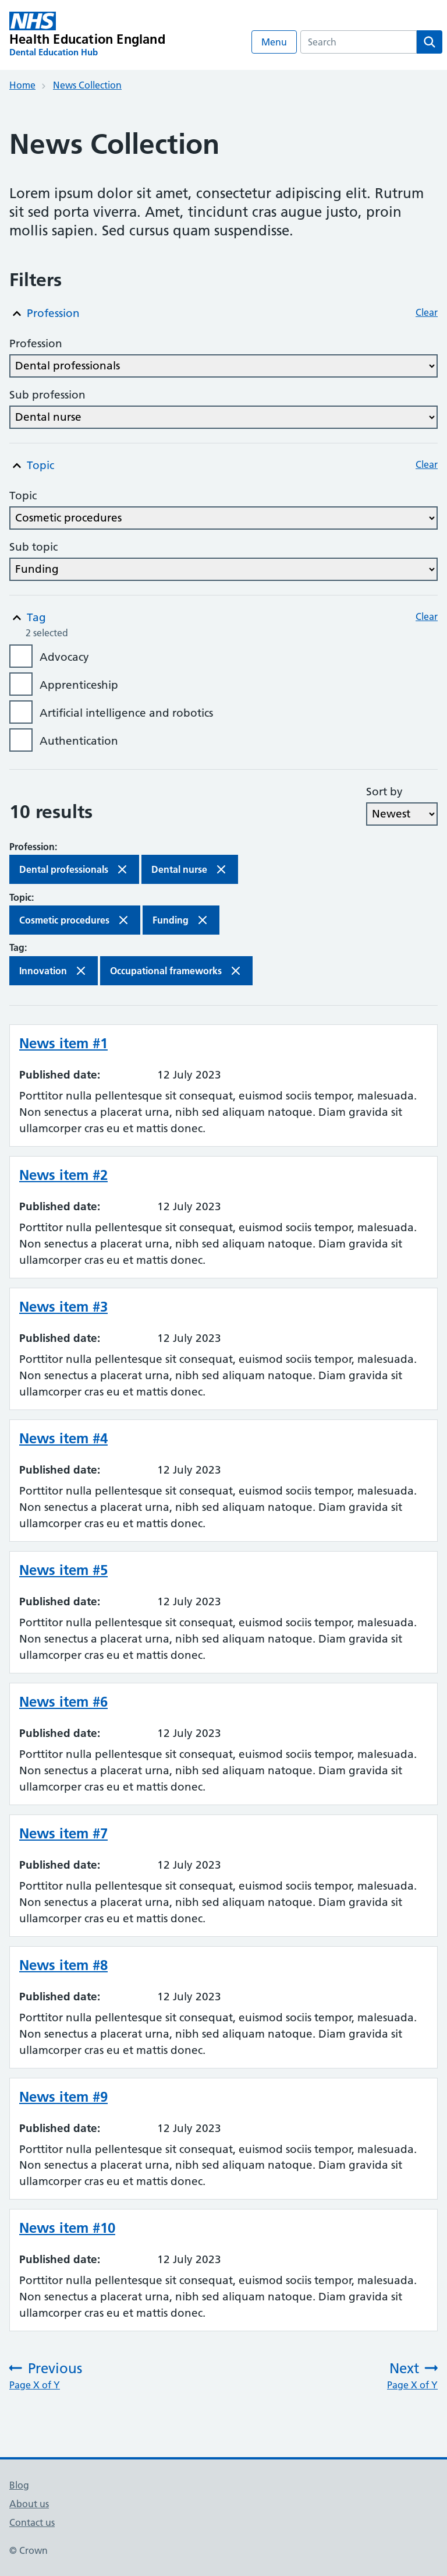 NHS
Health Education England
Dental Education Hub
Menu
Search
Home
News Collection
News Collection
Lorem ipsum dolor sit amet, consectetur adipiscing elit. Rutrum
sit sed porta viverra. Amet, tincidunt cras augue justo, proin
mollis sapien. Sed cursus quam suspendisse.
Filters
Profession
Clear
Profession
Dental professionals
Sub profession
Dental nurse
Topic
Clear
Topic
Cosmetic procedures
Sub topic
Funding
Tag
Clear
2 selected
Advocacy
Apprenticeship
Artificial intelligence and robotics
Authentication
10 results
Sort by
Newest
Profession:
Dental professionals
Dental nurse
Topic:
Cosmetic procedures
Funding
Tag:
Innovation
Occupational frameworks
News item #1
Published date: 12 July 2023
Porttitor nulla pellentesque sit consequat, euismod sociis tempor, malesuada.
Non senectus a placerat urna, nibh sed aliquam natoque. Diam gravida sit
ullamcorper cras eu et mattis donec.
News item #2
Published date: 12 July 2023
Porttitor nulla pellentesque sit consequat, euismod sociis tempor, malesuada.
Non senectus a placerat urna, nibh sed aliquam natoque. Diam gravida sit
ullamcorper cras eu et mattis donec.
News item #3
Published date: 12 July 2023
Porttitor nulla pellentesque sit consequat, euismod sociis tempor, malesuada.
Non senectus a placerat urna, nibh sed aliquam natoque. Diam gravida sit
ullamcorper cras eu et mattis donec.
News item #4
Published date: 12 July 2023
Porttitor nulla pellentesque sit consequat, euismod sociis tempor, malesuada.
Non senectus a placerat urna, nibh sed aliquam natoque. Diam gravida sit
ullamcorper cras eu et mattis donec.
News item #5
Published date: 12 July 2023
Porttitor nulla pellentesque sit consequat, euismod sociis tempor, malesuada.
Non senectus a placerat urna, nibh sed aliquam natoque. Diam gravida sit
ullamcorper cras eu et mattis donec.
News item #6
Published date: 12 July 2023
Porttitor nulla pellentesque sit consequat, euismod sociis tempor, malesuada.
Non senectus a placerat urna, nibh sed aliquam natoque. Diam gravida sit
ullamcorper cras eu et mattis donec.
News item #7
Published date: 12 July 2023
Porttitor nulla pellentesque sit consequat, euismod sociis tempor, malesuada.
Non senectus a placerat urna, nibh sed aliquam natoque. Diam gravida sit
ullamcorper cras eu et mattis donec.
News item #8
Published date: 12 July 2023
Porttitor nulla pellentesque sit consequat, euismod sociis tempor, malesuada.
Non senectus a placerat urna, nibh sed aliquam natoque. Diam gravida sit
ullamcorper cras eu et mattis donec.
News item #9
Published date: 12 July 2023
Porttitor nulla pellentesque sit consequat, euismod sociis tempor, malesuada.
Non senectus a placerat urna, nibh sed aliquam natoque. Diam gravida sit
ullamcorper cras eu et mattis donec.
News item #10
Published date: 12 July 2023
Porttitor nulla pellentesque sit consequat, euismod sociis tempor, malesuada.
Non senectus a placerat urna, nibh sed aliquam natoque. Diam gravida sit
ullamcorper cras eu et mattis donec.
Previous
Page X of Y
Next
Page X of Y
Blog
About us
Contact us
© Crown